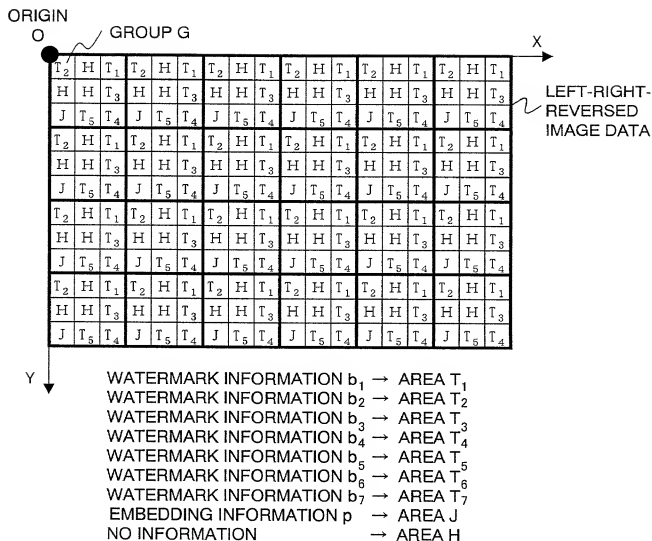 ORIGIN
O
GROUP G
X
T₂ H T₁ T₂ H T₁ T₂ H T₁ T₂ H T₁ T₂ H T₁ T₂ H T₁
H H T₃ H H T₃ H H T₃ H H T₃ H H T₃ H H T₃
J T₅ T₄ J T₅ T₄ J T₅ T₄ J T₅ T₄ J T₅ T₄ J T₅ T₄
T₂ H T₁ T₂ H T₁ T₂ H T₁ T₂ H T₁ T₂ H T₁ T₂ H T₁
H H T₃ H H T₃ H H T₃ H H T₃ H H T₃ H H T₃
J T₅ T₄ J T₅ T₄ J T₅ T₄ J T₅ T₄ J T₅ T₄ J T₅ T₄
T₂ H T₁ T₂ H T₁ T₂ H T₁ T₂ H T₁ T₂ H T₁ T₂ H T₁
H H T₃ H H T₃ H H T₃ H H T₃ H H T₃ H H T₃
J T₅ T₄ J T₅ T₄ J T₅ T₄ J T₅ T₄ J T₅ T₄ J T₅ T₄
T₂ H T₁ T₂ H T₁ T₂ H T₁ T₂ H T₁ T₂ H T₁ T₂ H T₁
H H T₃ H H T₃ H H T₃ H H T₃ H H T₃ H H T₃
J T₅ T₄ J T₅ T₄ J T₅ T₄ J T₅ T₄ J T₅ T₄ J T₅ T₄
LEFT-RIGHT-
REVERSED
IMAGE DATA
Y
WATERMARK INFORMATION b₁ → AREA T₁
WATERMARK INFORMATION b₂ → AREA T₂
WATERMARK INFORMATION b₃ → AREA T₃
WATERMARK INFORMATION b₄ → AREA T₄
WATERMARK INFORMATION b₅ → AREA T₅
WATERMARK INFORMATION b₆ → AREA T₆
WATERMARK INFORMATION b₇ → AREA T₇
EMBEDDING INFORMATION p → AREA J
NO INFORMATION → AREA H